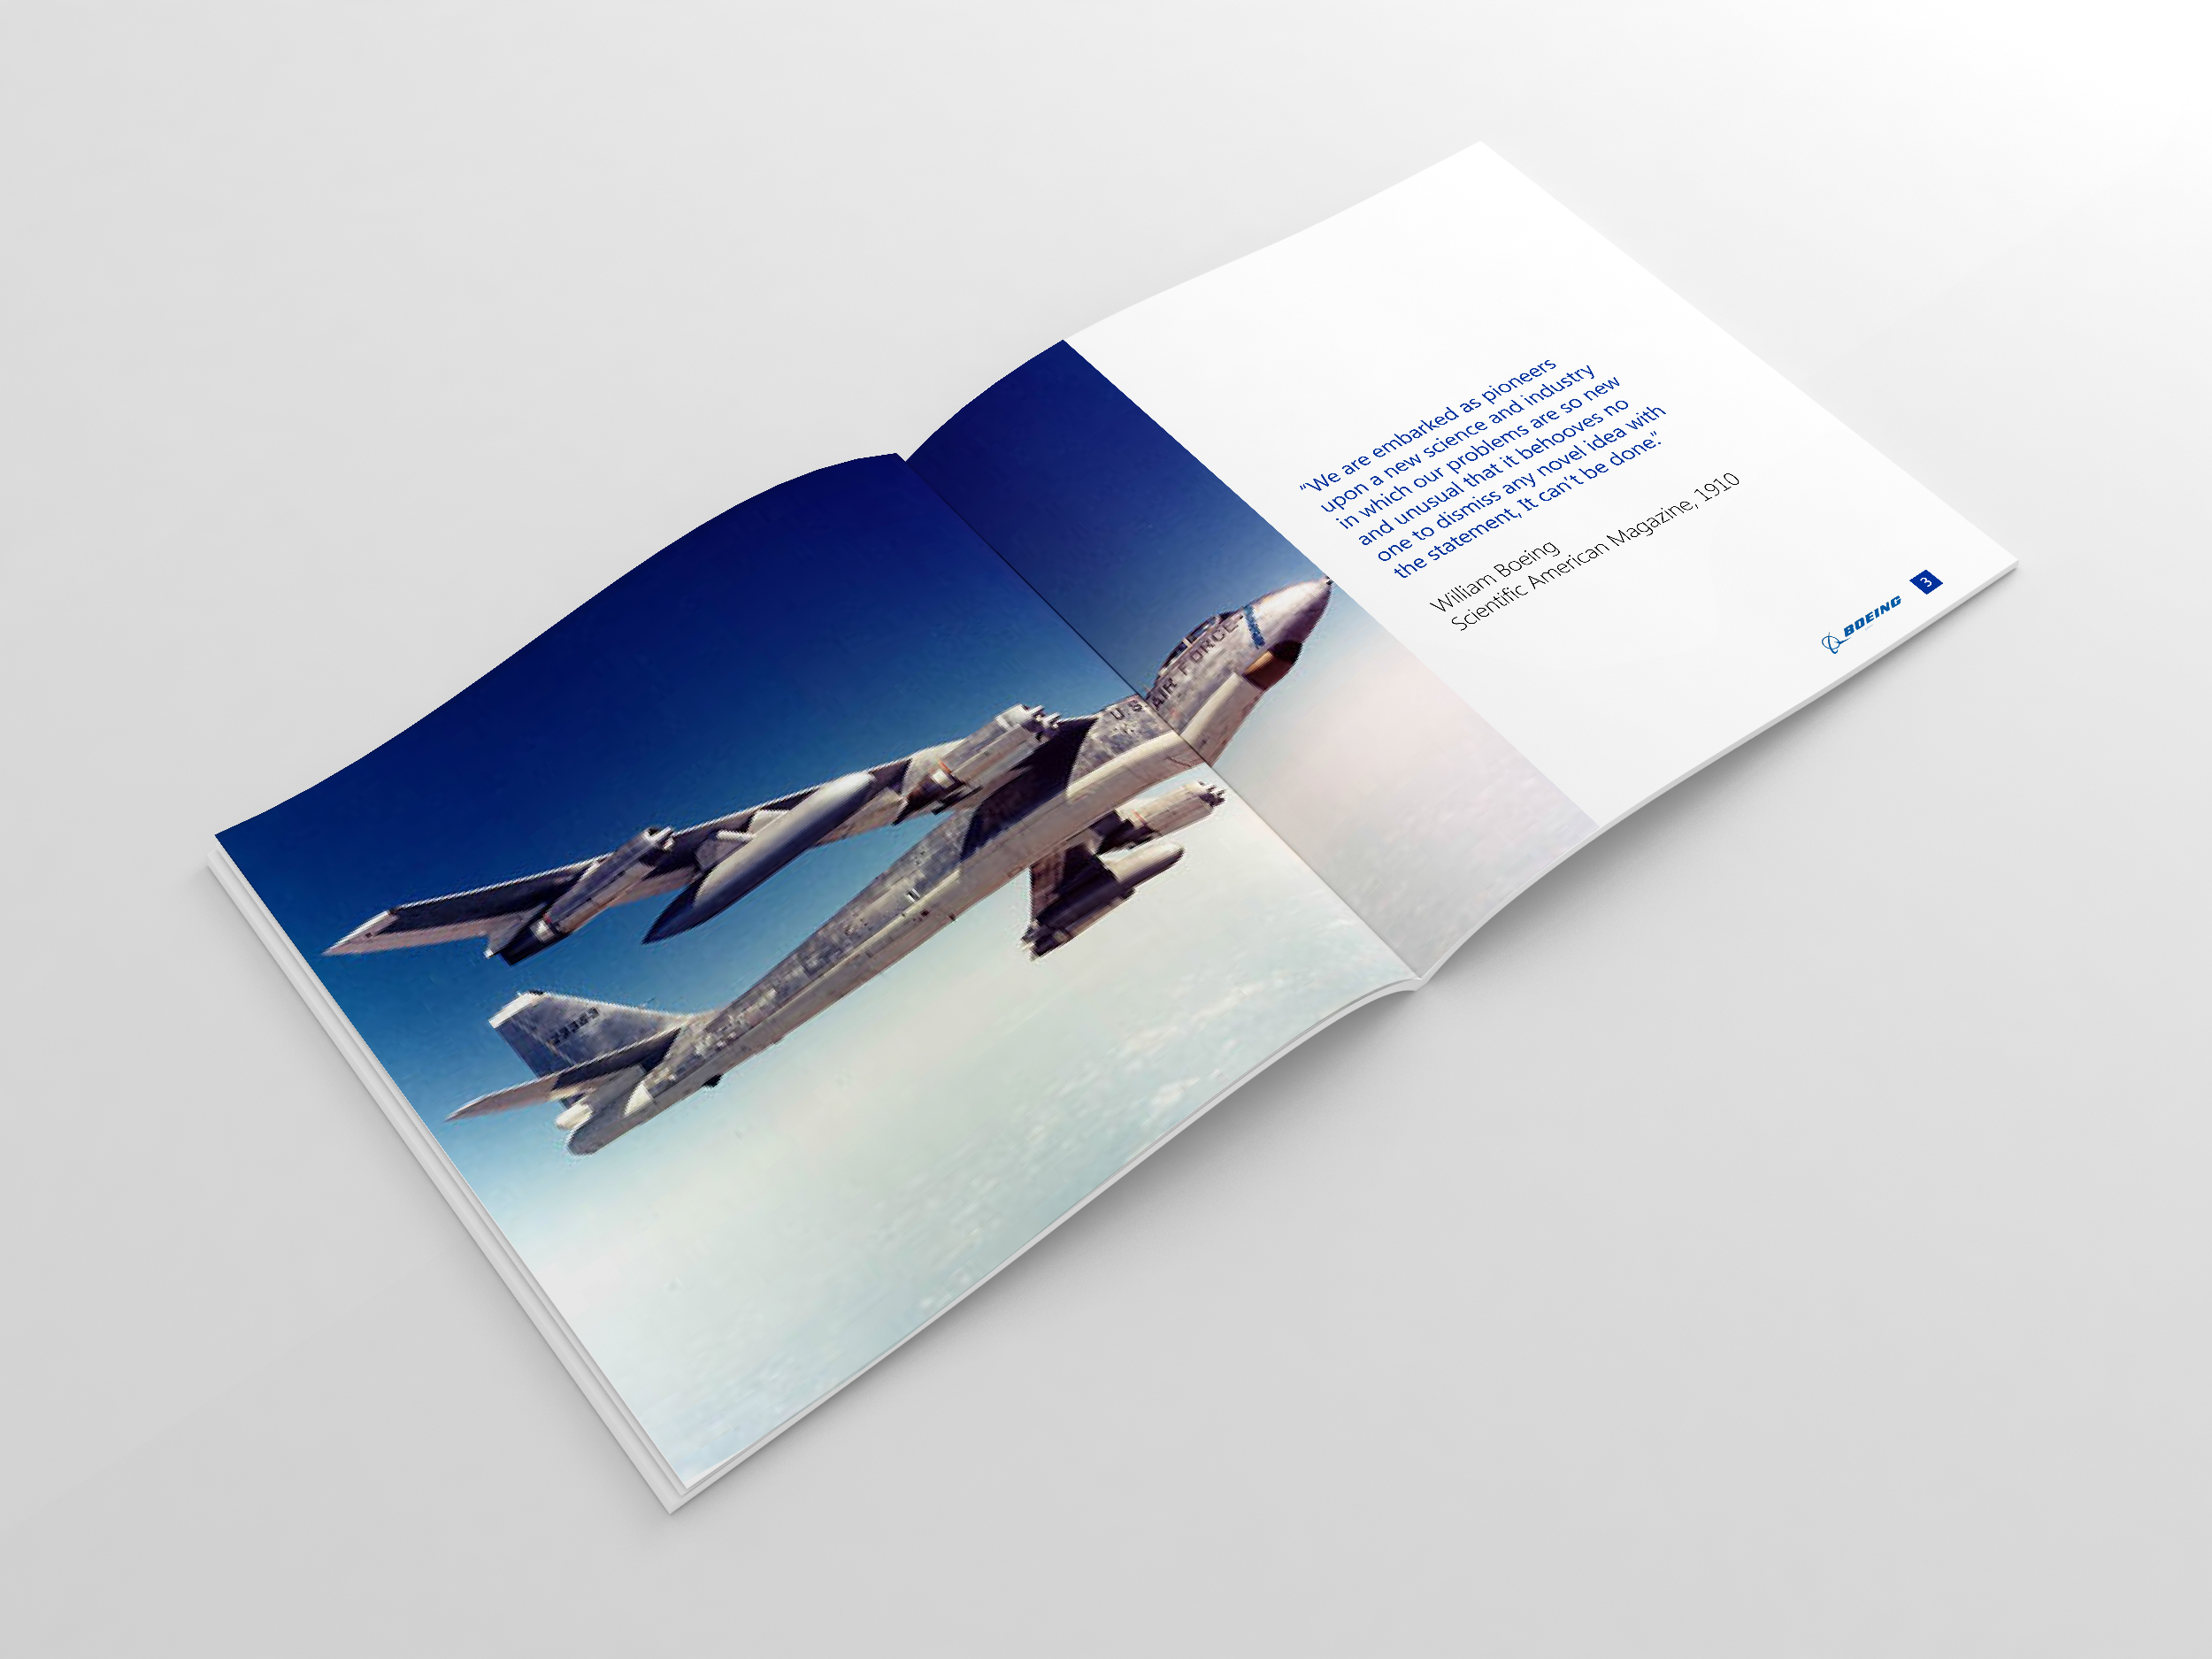 U.S. AIR FORCE
“We are embarked as pioneers
upon a new science and industry
in which our problems are so new
and unusual that it behooves no
one to dismiss any novel idea with
the statement, It can't be done.”
William Boeing
Scientific American Magazine, 1910
BOEING
3